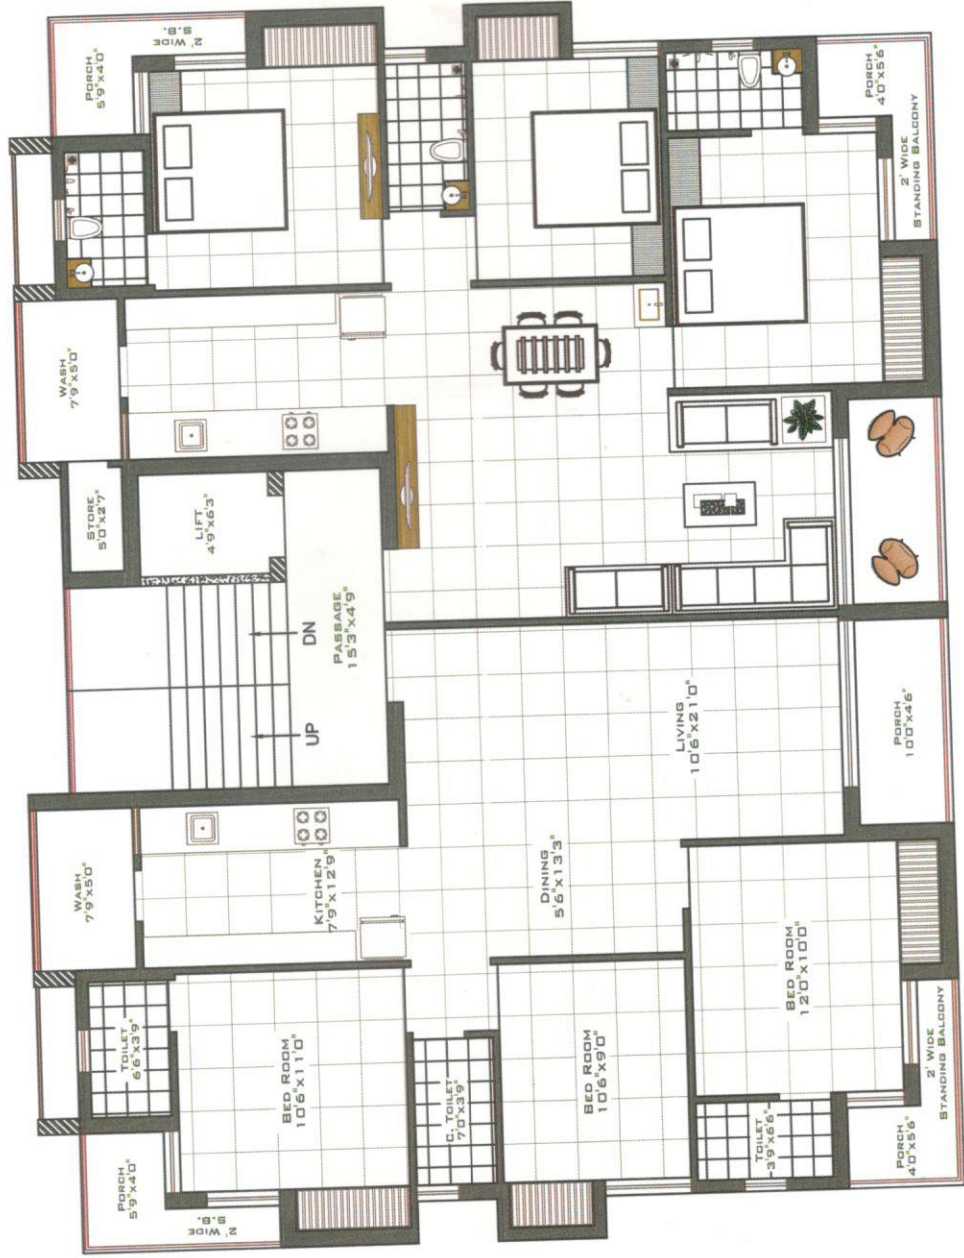 PORCH
5'9"x4'0"
2' WIDE
S.B.
PORCH
4'0"x5'6"
2' WIDE
STANDING BALCONY
WASH
7'9"x5'0"
STORE
5'0"x2'7"
LIFT
4'9"x6'3"
PASSAGE
15'3"x4'9"
DN
UP
LIVING
10'6"x21'0"
PORCH
10'0"x4'6"
WASH
7'9"x5'0"
KITCHEN
7'9"x12'9"
DINING
5'6"x13'3"
TOILET
6'6"x3'9"
BED ROOM
10'6"x11'0"
C. TOILET
7'0"x3'9"
BED ROOM
10'6"x9'0"
BED ROOM
12'0"x10'0"
TOILET
3'9"x6'6"
PORCH
5'9"x4'0"
2' WIDE
S.B.
PORCH
4'0"x5'6"
2' WIDE
STANDING BALCONY